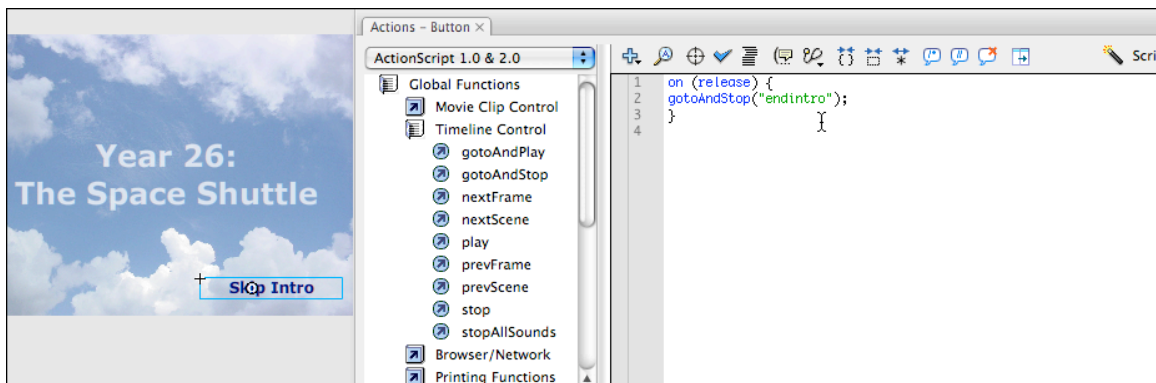 Actions – Button ×
Year 26:
The Space Shuttle
Skip Intro
ActionScript 1.0 & 2.0
Global Functions
Movie Clip Control
Timeline Control
gotoAndPlay
gotoAndStop
nextFrame
nextScene
play
prevFrame
prevScene
stop
stopAllSounds
Browser/Network
Printing Functions
Scri
1 on (release) {
2 gotoAndStop("endintro");
3 }
4